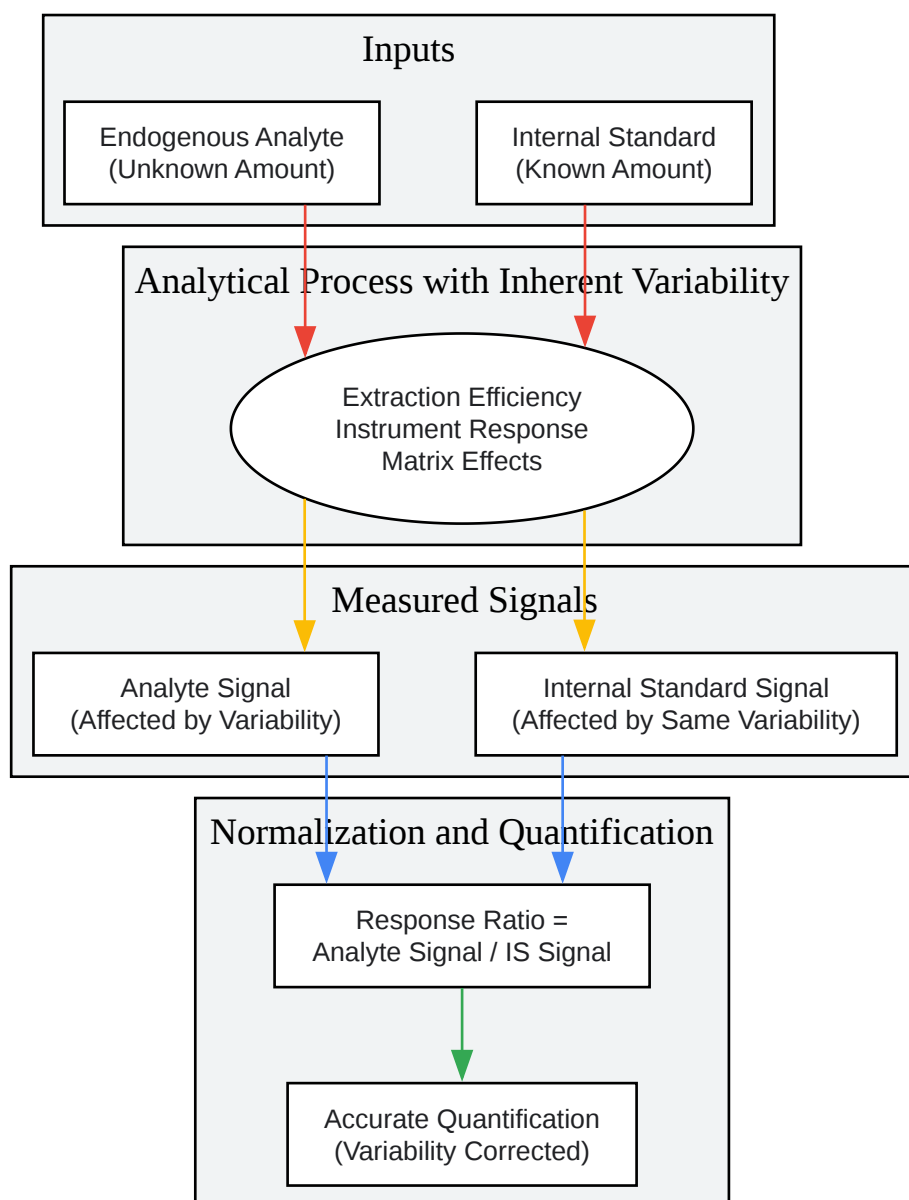 Inputs
Endogenous Analyte
(Unknown Amount)
Internal Standard
(Known Amount)
Analytical Process with Inherent Variability
Extraction Efficiency
Instrument Response
Matrix Effects
Measured Signals
Analyte Signal
(Affected by Variability)
Internal Standard Signal
(Affected by Same Variability)
Normalization and Quantification
Response Ratio =
Analyte Signal / IS Signal
Accurate Quantification
(Variability Corrected)